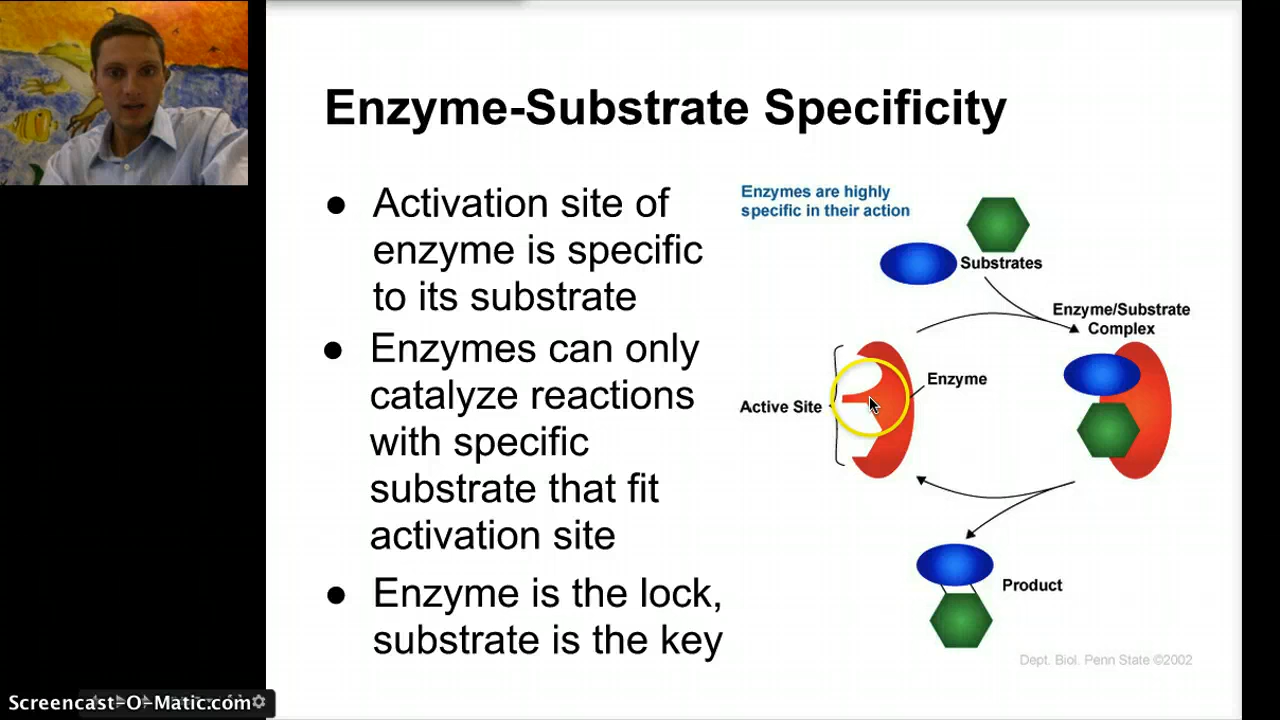 Enzyme-Substrate Specificity
● Activation site of
enzyme is specific
to its substrate
● Enzymes can only
catalyze reactions
with specific
substrate that fit
activation site
● Enzyme is the lock,
substrate is the key
Enzymes are highly
specific in their action
Substrates
Enzyme/Substrate
Complex
Enzyme
Active Site
Product
Dept. Biol. Penn State ©2002
Screencast-O-Matic.com